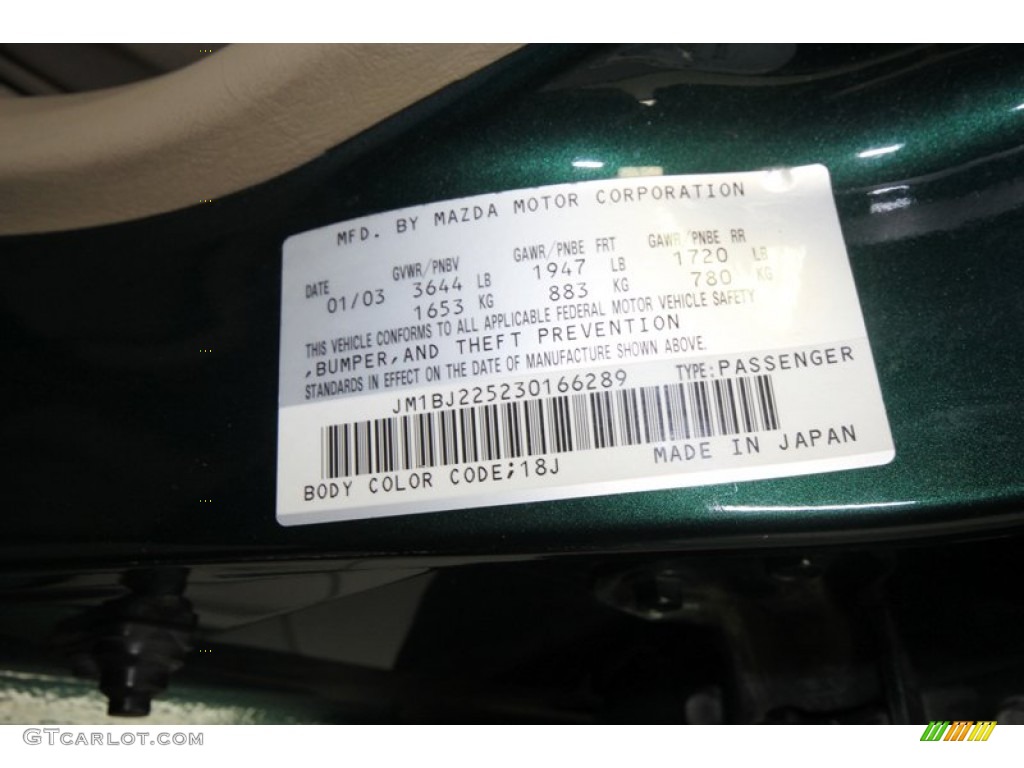 MFD. BY MAZDA MOTOR CORPORATION
DATE GVWR/PNBV GAWR/PNBE FRT GAWR/PNBE RR
01/03 3644 LB 1947 LB 1720 LB
1653 KG 883 KG 780 KG
THIS VEHICLE CONFORMS TO ALL APPLICABLE FEDERAL MOTOR VEHICLE SAFETY
,BUMPER,AND THEFT PREVENTION
STANDARDS IN EFFECT ON THE DATE OF MANUFACTURE SHOWN ABOVE.
JM1BJ225230166289 TYPE:PASSENGER
BODY COLOR CODE;18J MADE IN JAPAN
GTCarLot.com